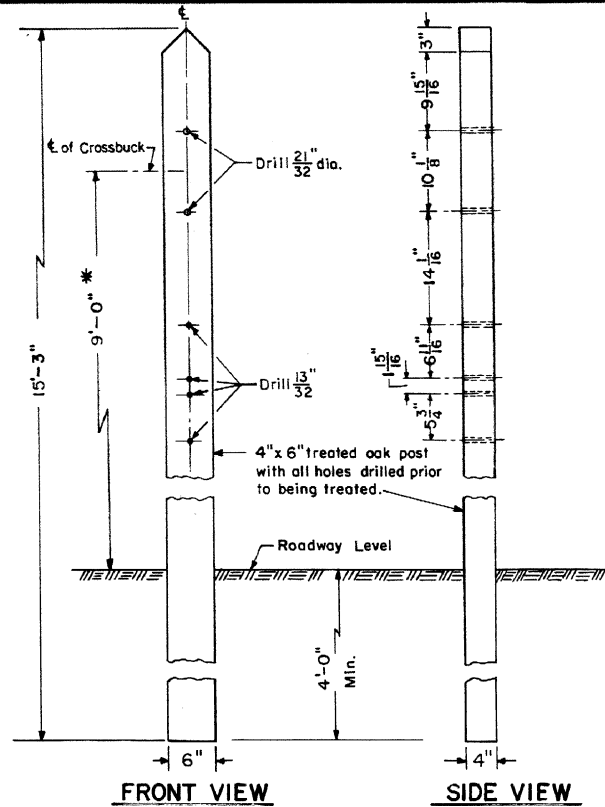 ℄
℄ of Crossbuck
Drill 21/32" dia.
9'-0" *
15'-3"
Drill 13/32"
4" x 6" treated oak post
with all holes drilled prior
to being treated.
Roadway Level
4'-0"
Min.
6"
FRONT VIEW
3"
9 15/16"
10 1/8"
14 1/16"
6 11/16"
1 15/16"
5 3/4"
4"
SIDE VIEW